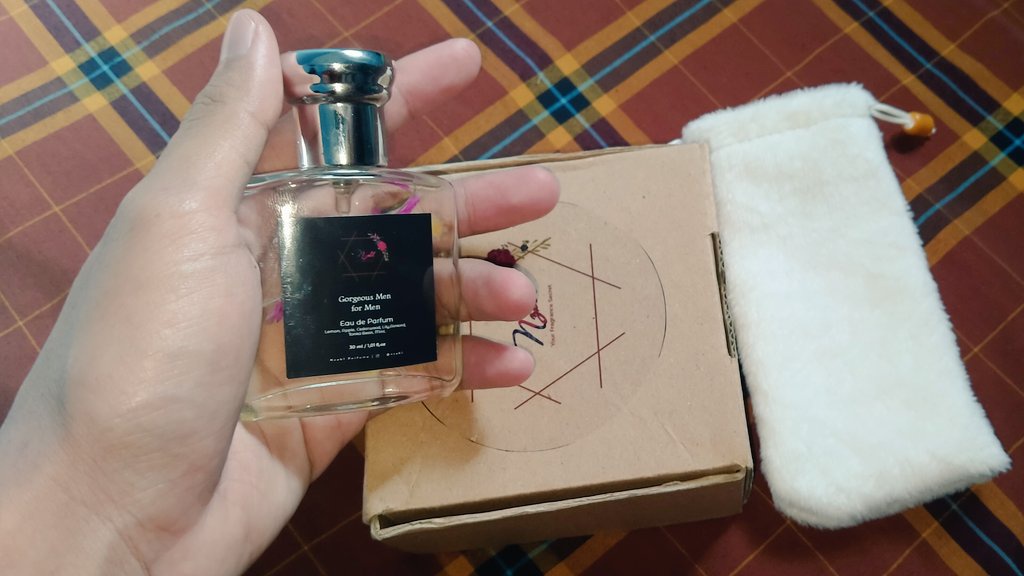 Gorgeous Men
for Men
Eau de Parfum
Lemon, Apple, Cedarwood, Lily, Almond,
Tonka Bean, Mint.
30 ml / 1,01 fl.oz
Your Fragrance Secret